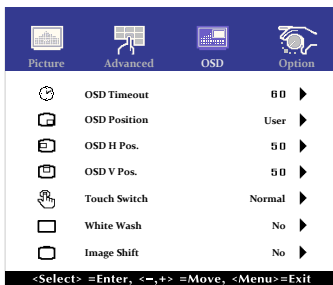 Picture Advanced OSD Option
OSD Timeout 60
OSD Position User
OSD H Pos. 50
OSD V Pos. 50
Touch Switch Normal
White Wash No
Image Shift No
<Select> =Enter, <–,+> =Move, <Menu>=Exit